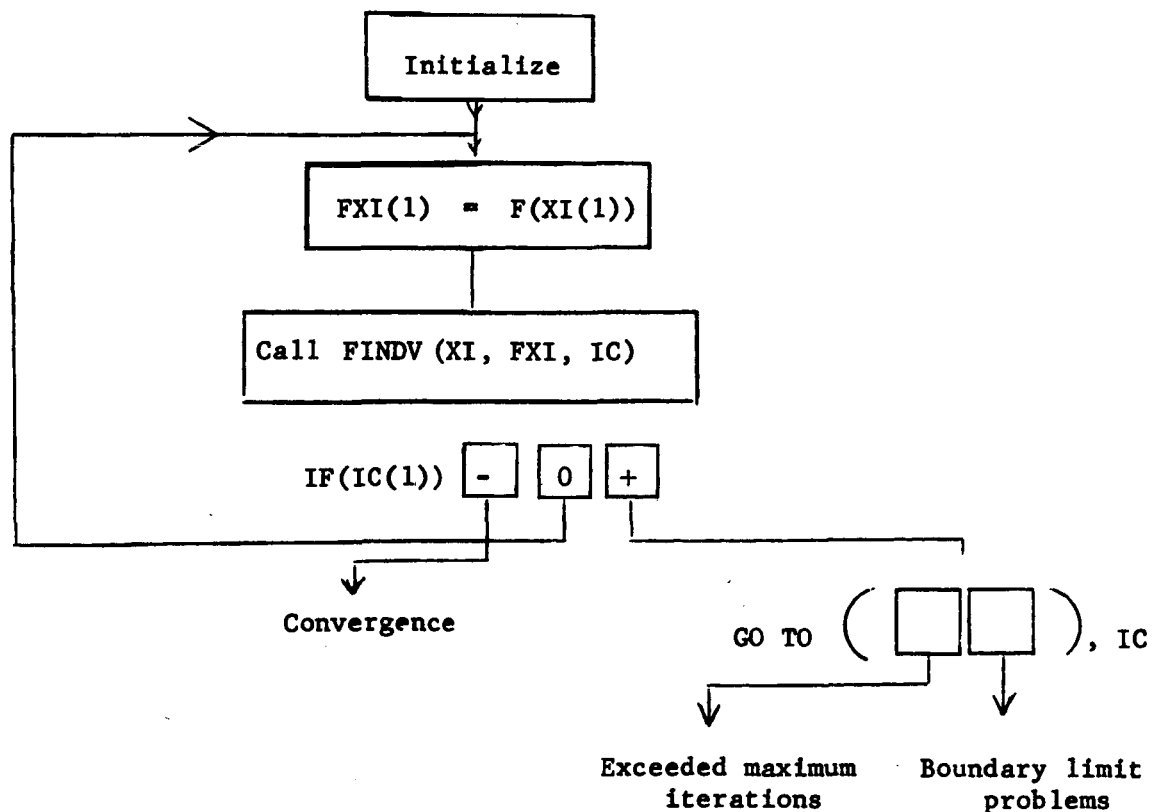 Initialize
FXI(1) = F(XI(1))
Call FINDV (XI, FXI, IC)
IF(IC(1)) - 0 +
Convergence
GO TO ( ), IC
Exceeded maximum
iterations
Boundary limit
problems